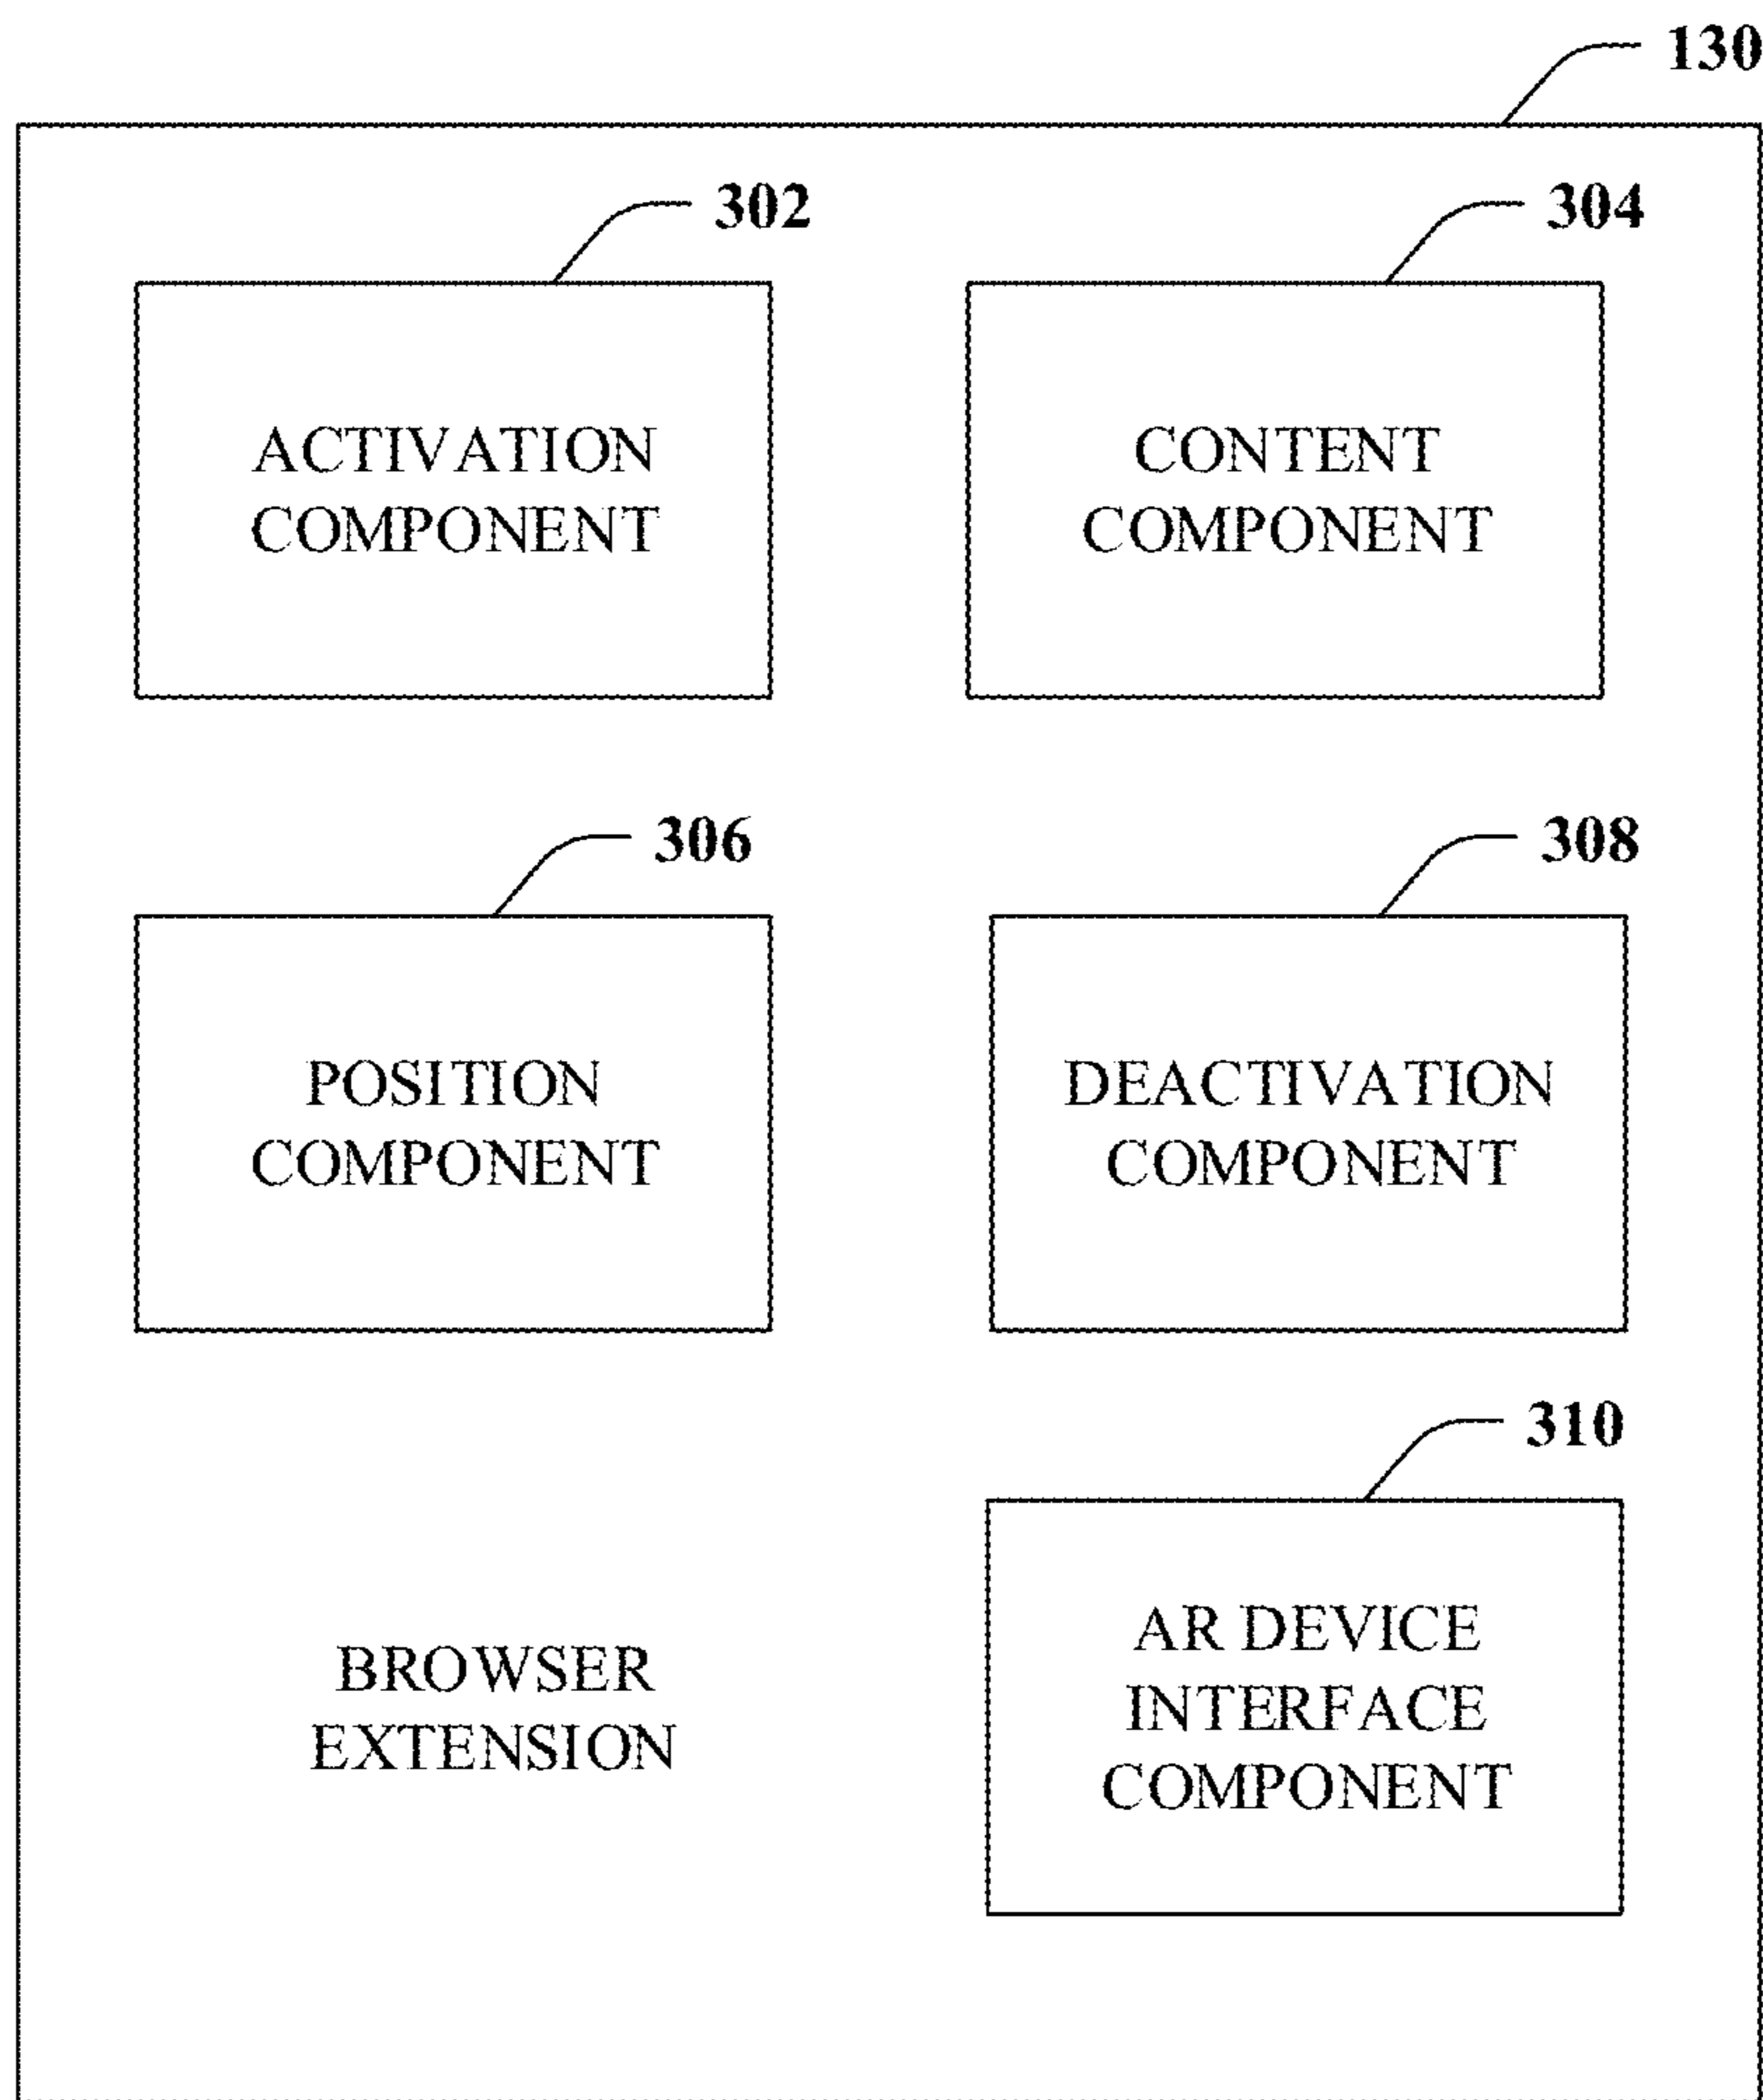 130
302
304
ACTIVATION
COMPONENT
CONTENT
COMPONENT
306
308
POSITION
COMPONENT
DEACTIVATION
COMPONENT
310
BROWSER
EXTENSION
AR DEVICE
INTERFACE
COMPONENT